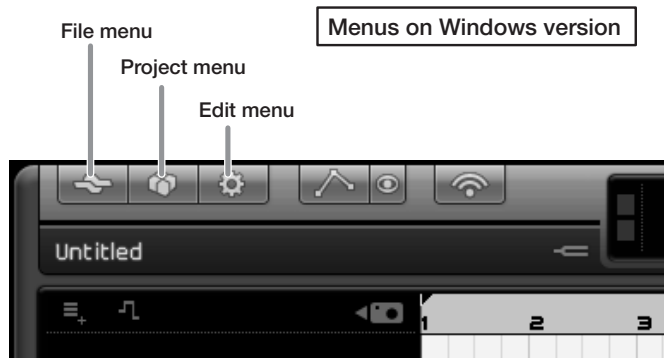 Menus on Windows version
File menu
Project menu
Edit menu
Untitled
1 2 3